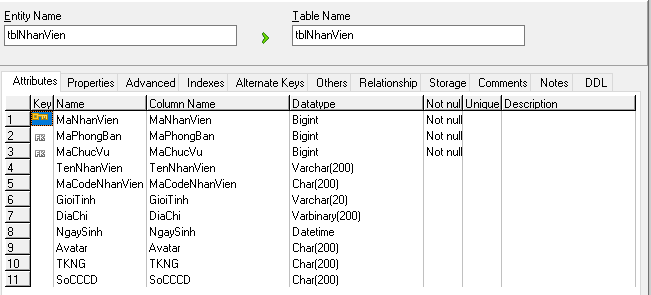 Entity Name Table Name
tblNhanVien tblNhanVien
Attributes Properties Advanced Indexes Alternate Keys Others Relationship Storage Comments Notes DDL
Key Name Column Name Datatype Not nul Unique Description
1 MaNhanVien MaNhanVien Bigint Not null
2 FK MaPhongBan MaPhongBan Bigint Not null
3 FK MaChucVu MaChucVu Bigint Not null
4 TenNhanVien TenNhanVien Varchar(200)
5 MaCodeNhanVien MaCodeNhanVien Char(200)
6 GioiTinh GioiTinh Varchar(20)
7 DiaChi DiaChi Varbinary(200)
8 NgaySinh NgaySinh Datetime
9 Avatar Avatar Char(200)
10 TKNG TKNG Char(200)
11 SoCCCD SoCCCD Char(200)